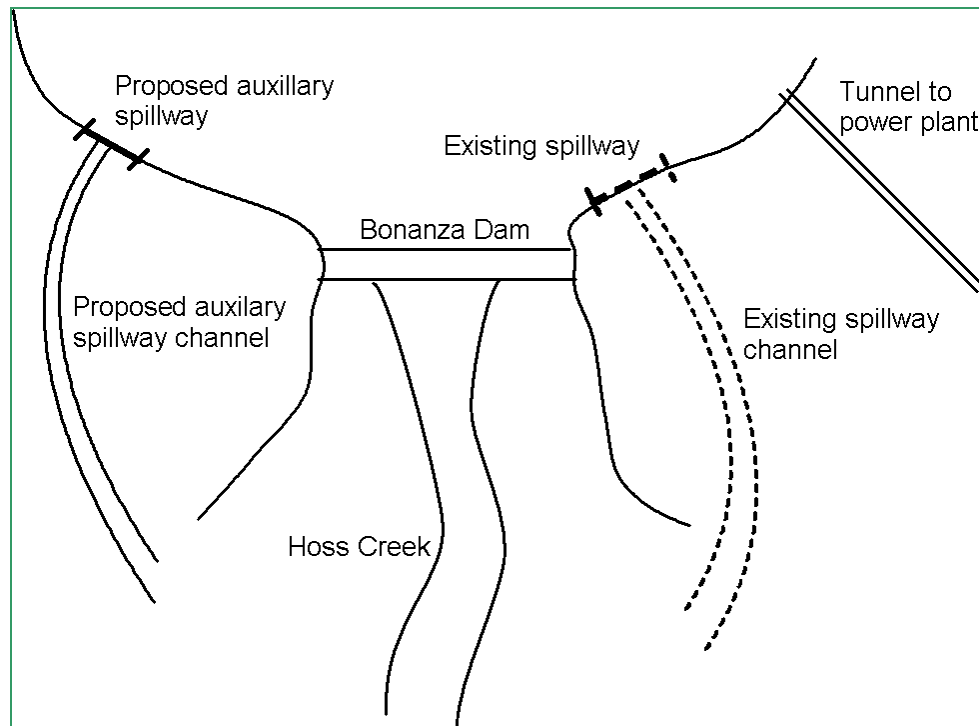 Proposed auxillary
spillway
Tunnel to
power plant
Existing spillway
Bonanza Dam
Proposed auxilary
spillway channel
Existing spillway
channel
Hoss Creek